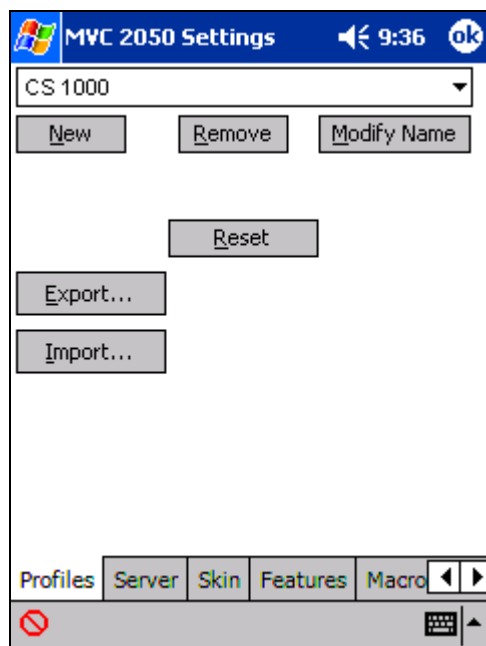 MVC 2050 Settings 9:36 ok
CS 1000
New Remove Modify Name
Reset
Export...
Import...
Profiles Server Skin Features Macro